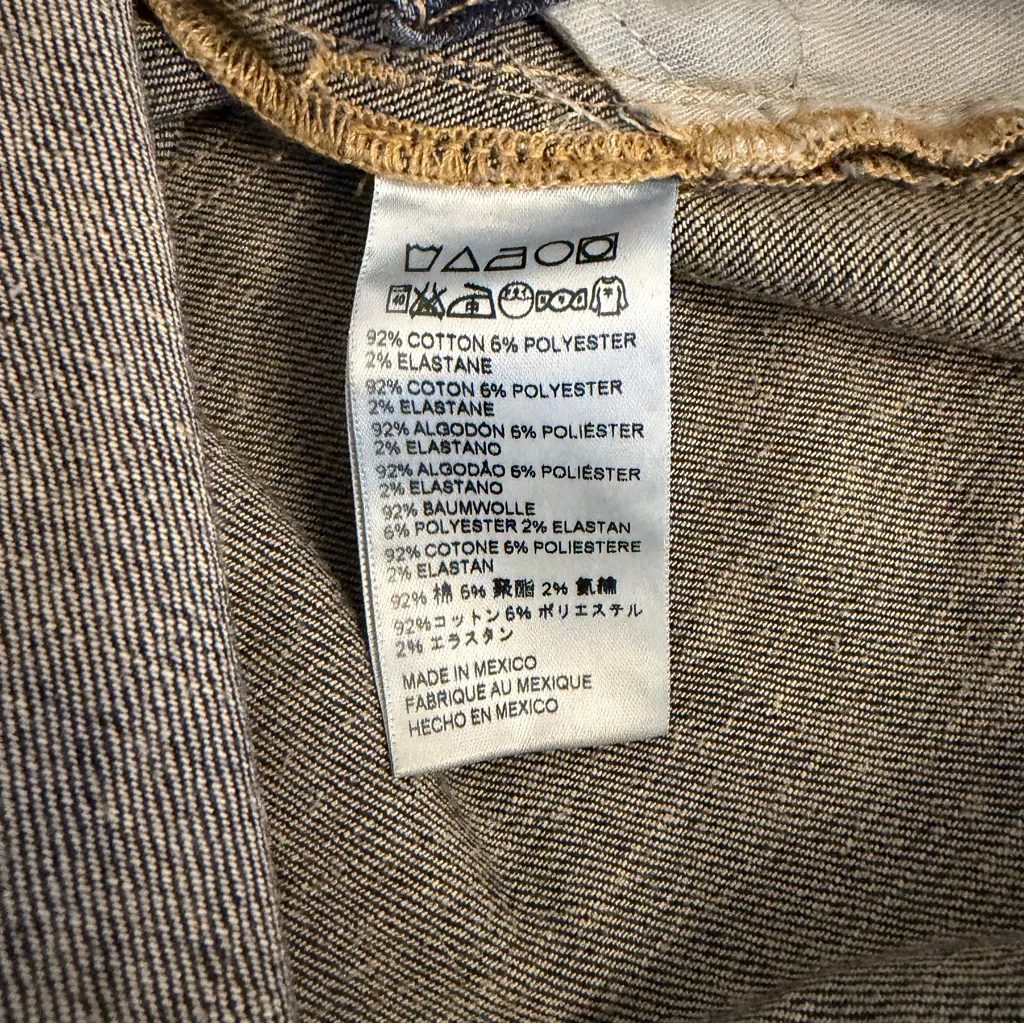 40
92% COTTON 6% POLYESTER
2% ELASTANE
92% COTON 6% POLYESTER
2% ELASTANE
92% ALGODÓN 6% POLIÉSTER
2% ELASTANO
92% ALGODÃO 6% POLIÉSTER
2% ELASTANO
92% BAUMWOLLE
6% POLYESTER 2% ELASTAN
92% COTONE 6% POLIESTERE
2% ELASTAN
92% 棉 6% 聚酯 2% 氨綸
92%コットン 6% ポリエステル
2% エラスタン
MADE IN MEXICO
FABRIQUE AU MEXIQUE
HECHO EN MEXICO